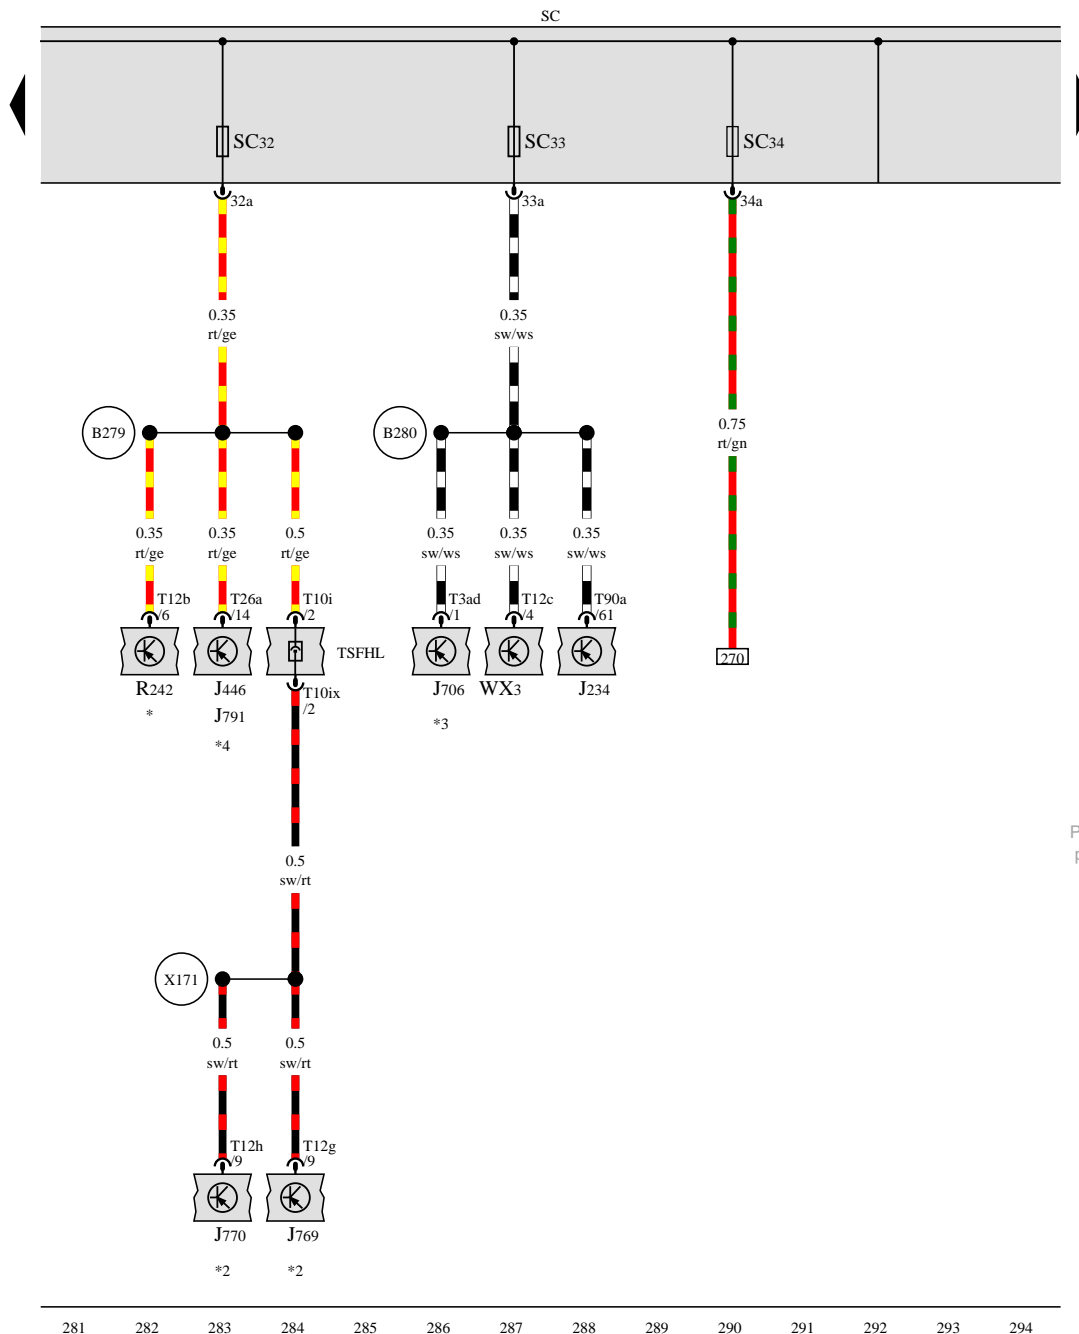 SC
SC32
SC33
SC34
32a
33a
34a
0.35
rt/ge
0.35
sw/ws
0.75
rt/gn
B279
B280
0.35
rt/ge
0.35
rt/ge
0.5
rt/ge
0.35
sw/ws
0.35
sw/ws
0.35
sw/ws
T12b
/6
T26a
/14
T10i
/2
T3ad
/1
T12c
/4
T90a
/61
TSFHL
270
R242
*
J446
J791
*4
T10ix
/2
J706
*3
WX3
J234
0.5
sw/rt
X171
0.5
sw/rt
0.5
sw/rt
T12h
/9
T12g
/9
J770
*2
J769
*2
281 282 283 284 285 286 287 288 289 290 291 292 293 294